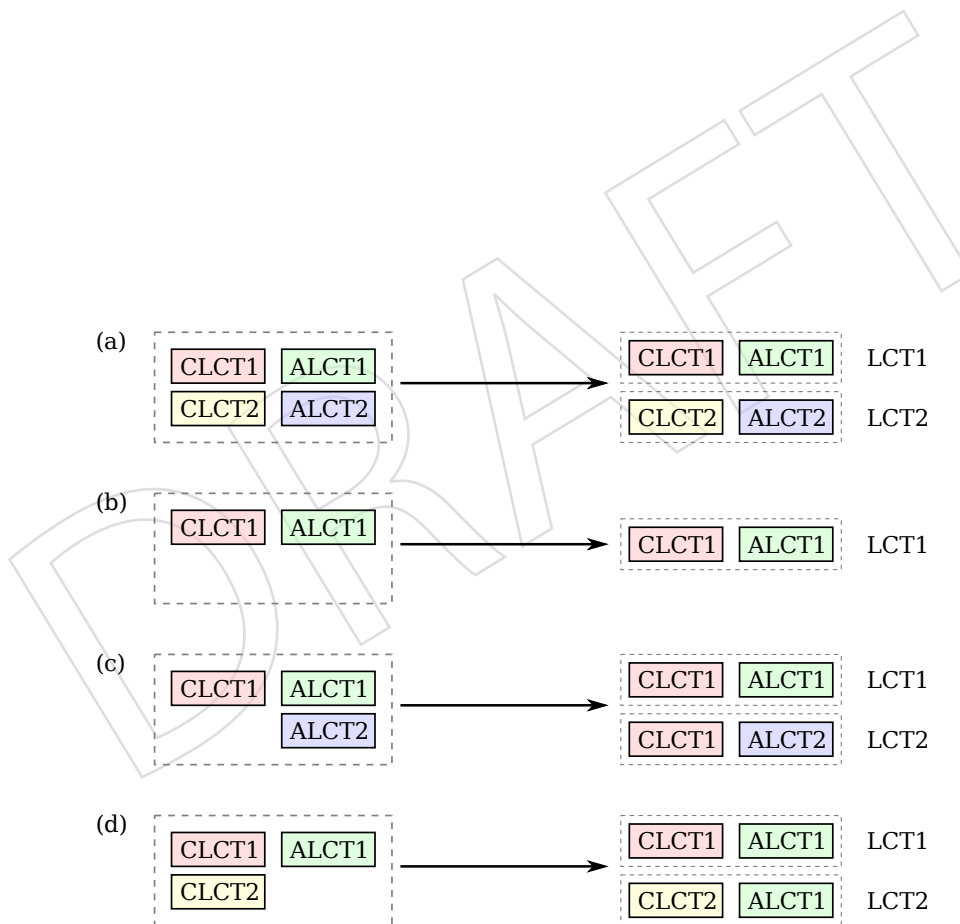 DRAFT
(a)
CLCT1 ALCT1
CLCT2 ALCT2
CLCT1 ALCT1 LCT1
CLCT2 ALCT2 LCT2
(b)
CLCT1 ALCT1
CLCT1 ALCT1 LCT1
(c)
CLCT1 ALCT1
ALCT2
CLCT1 ALCT1 LCT1
CLCT1 ALCT2 LCT2
(d)
CLCT1 ALCT1
CLCT2
CLCT1 ALCT1 LCT1
CLCT2 ALCT1 LCT2